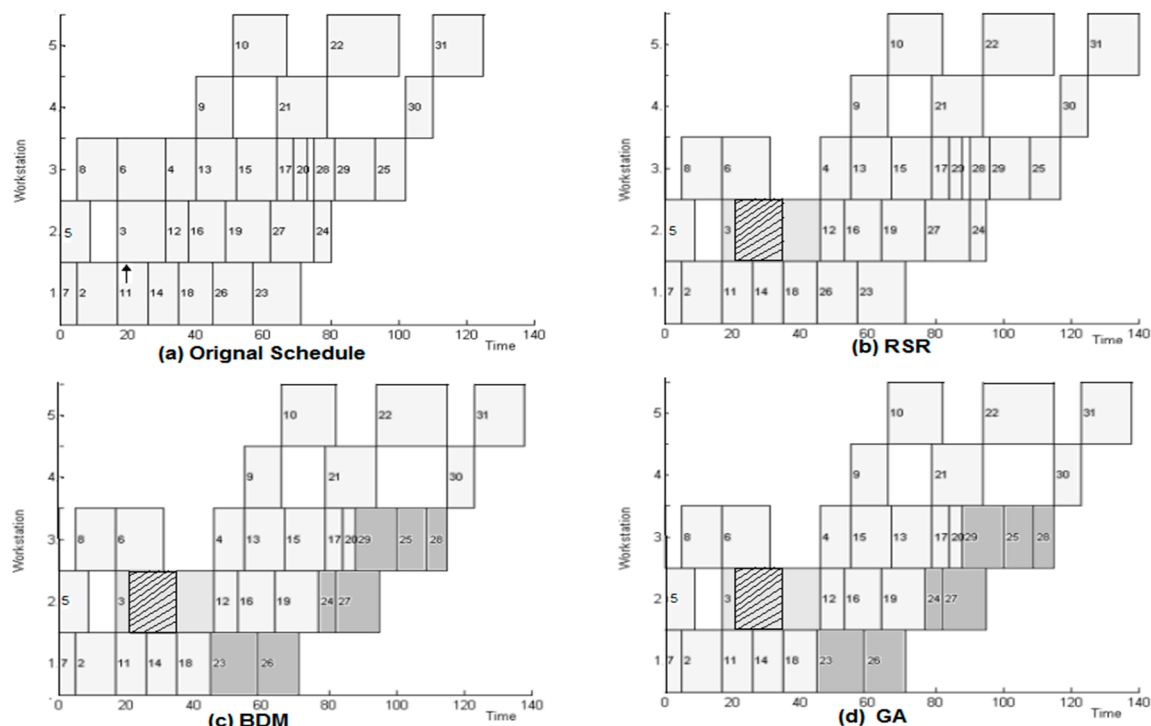 5. 10 22 31
4. 9 21 30
Workstation
3. 8 6 4 13 15 17 20 28 29 25
2. 5 3 12 16 19 27 24
1. 7 2 11 14 18 26 23
0 20 40 60 80 100 120 140
Time
(a) Orignal Schedule
5. 10 22 31
4. 9 21 30
Workstation
3. 8 6 4 13 15 17 20 28 29 25
2. 5 3 12 16 19 27 24
1. 7 2 11 14 18 26 23
0 20 40 60 80 100 120 140
Time
(b) RSR
5 10 22 31
4 9 21 30
Workstation
3 8 6 4 13 15 17 20 29 25 28
2 5 3 12 16 19 24 27
1 7 2 11 14 18 23 26
0 20 40 60 80 100 120 140
(c) BDM Time
5 10 22 31
4 9 21 30
Workstation
3 8 6 4 15 13 17 20 29 25 28
2 5 3 12 16 19 24 27
1 7 2 11 14 18 23 26
0 20 40 60 80 100 120 140
(d) GA Time